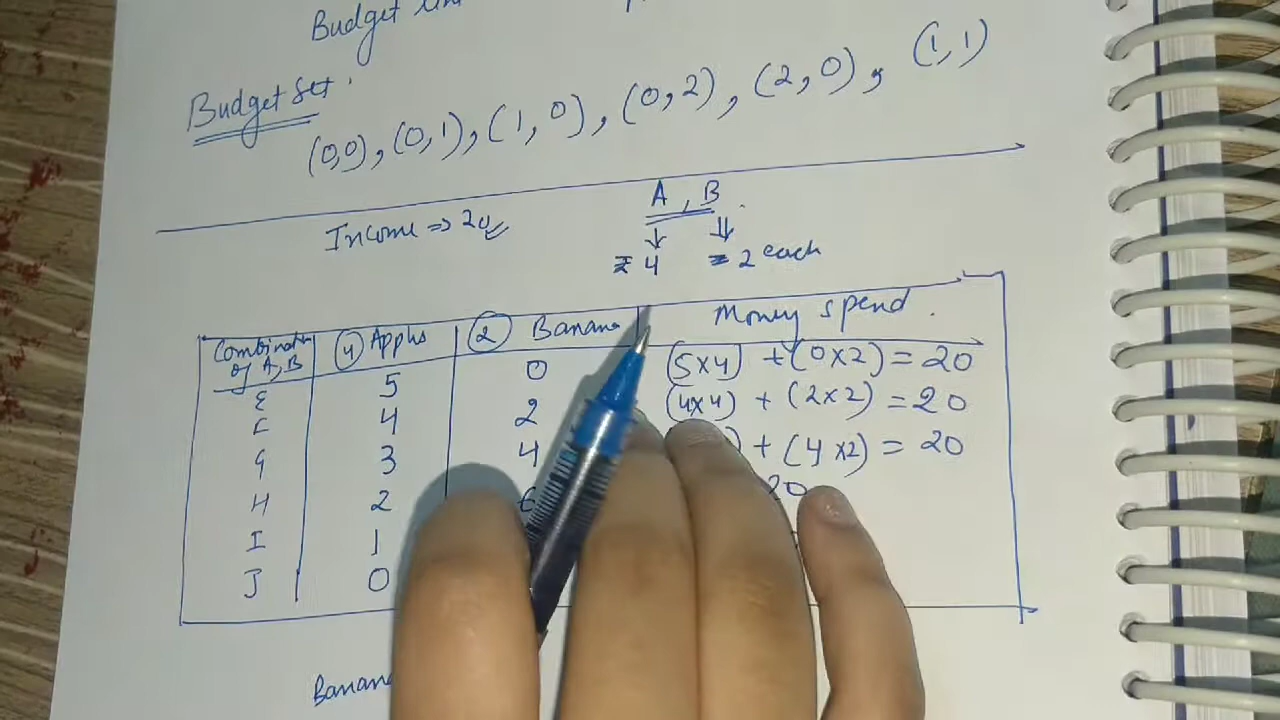 Budget
Budget Set
(0,0), (0,1), (1,0), (0,2), (2,0), (1,1)
Income => 20
A, B
₹ 4 2 each
Combination of A,B (4) Apples (2) Banana Money spend.
E 5 0 (5x4) + (0x2) = 20
F 4 2 (4x4) + (2x2) = 20
G 3 4 + (4x2) = 20
H 2 20
I 1
J 0